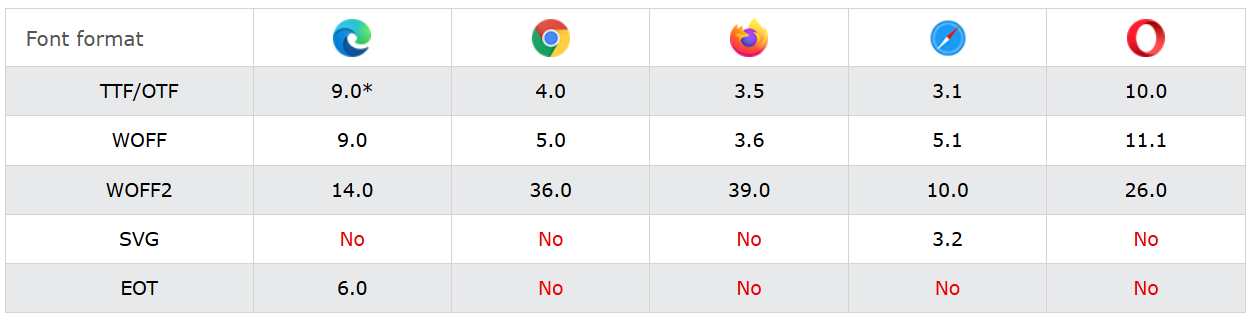 Font format
TTF/OTF 9.0* 4.0 3.5 3.1 10.0
WOFF 9.0 5.0 3.6 5.1 11.1
WOFF2 14.0 36.0 39.0 10.0 26.0
SVG No No No 3.2 No
EOT 6.0 No No No No